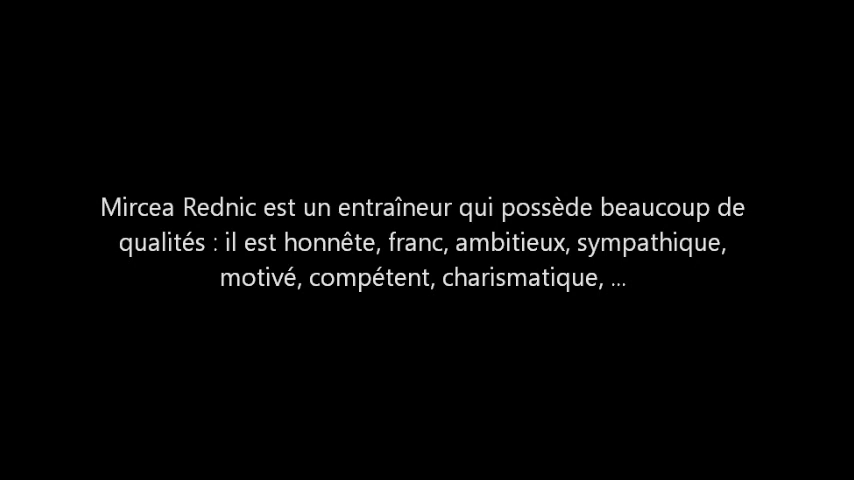 Mircea Rednic est un entraîneur qui possède beaucoup de
qualités : il est honnête, franc, ambitieux, sympathique,
motivé, compétent, charismatique, ...